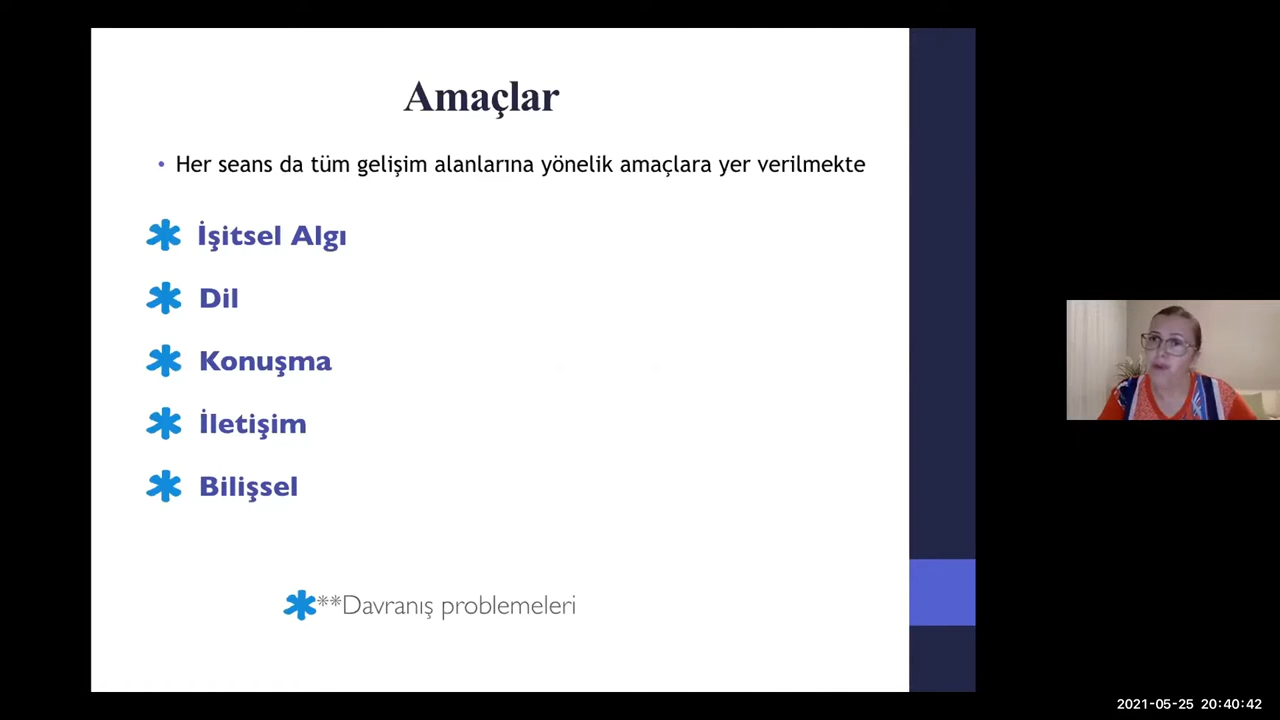 Amaçlar
• Her seans da tüm gelişim alanlarına yönelik amaçlara yer verilmekte
İşitsel Algı
Dil
Konuşma
İletişim
Bilişsel
**Davranış problemeleri
2021-05-25 20:40:42